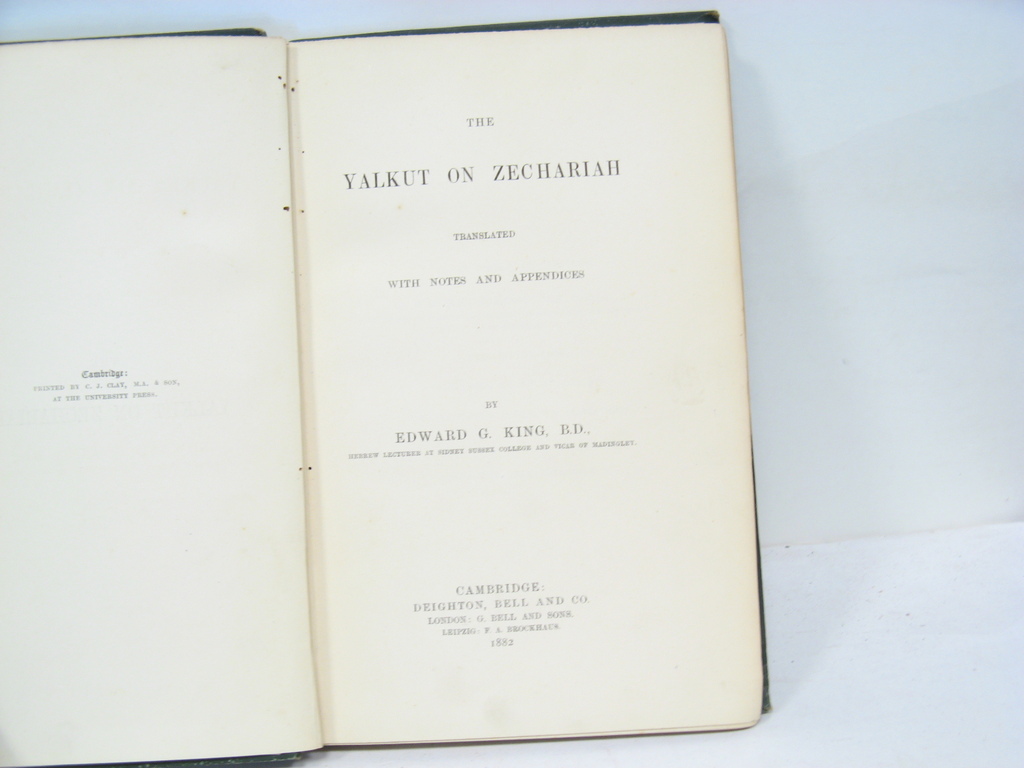 Cambridge:
PRINTED BY C. J. CLAY, M.A. & SON,
AT THE UNIVERSITY PRESS.
THE
YALKUT ON ZECHARIAH
TRANSLATED
WITH NOTES AND APPENDICES
BY
EDWARD G. KING, B.D.,
HEBREW LECTURER AT SIDNEY SUSSEX COLLEGE AND VICAR OF MADINGLEY.
CAMBRIDGE:
DEIGHTON, BELL AND CO.
LONDON: G. BELL AND SONS.
LEIPZIG: F. A. BROCKHAUS.
1882